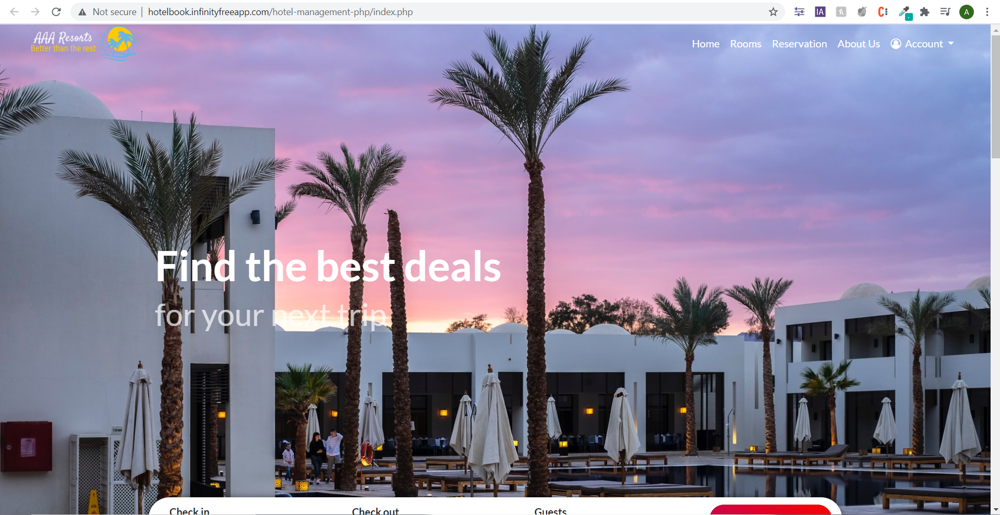 Not secure | hotelbook.infinityfreeapp.com/hotel-management-php/index.php
IA
A
AAA Resorts
Better than the rest
Home Rooms Reservation About Us Account
Find the best deals
for your next trip
Check in Check out Guests